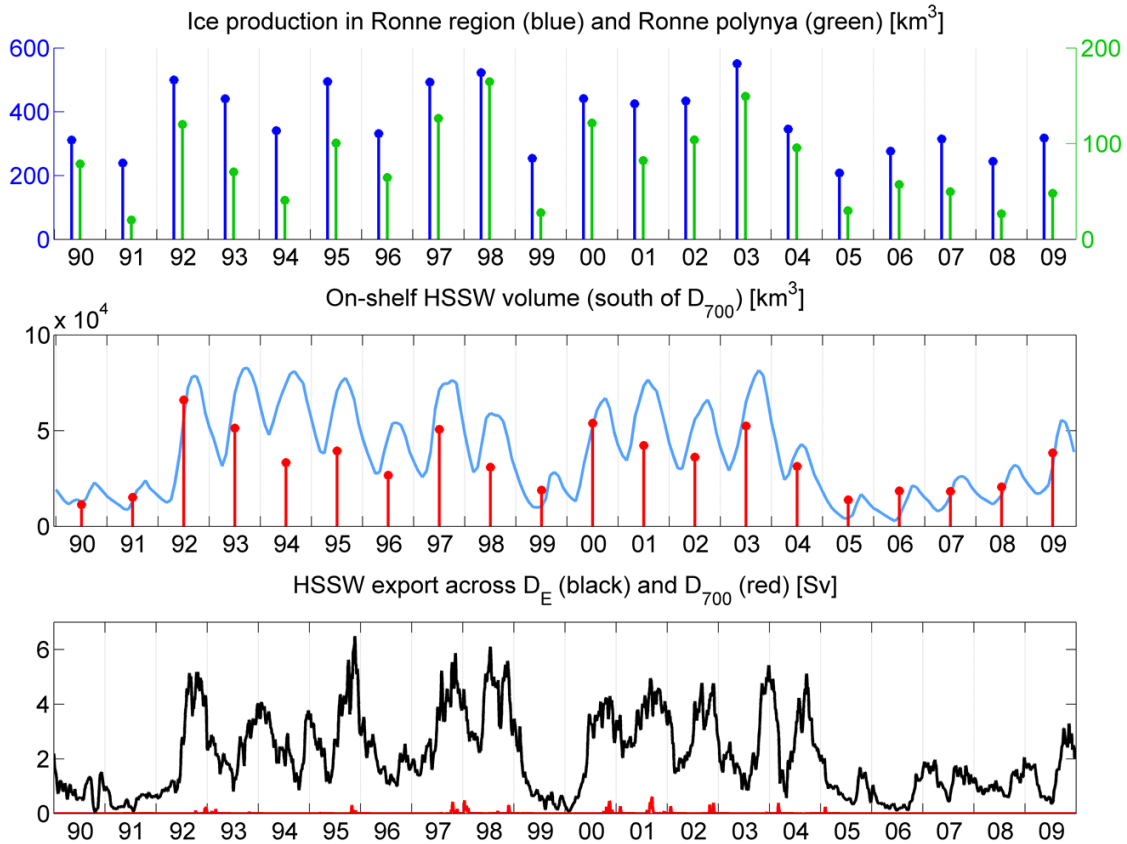 Ice production in Ronne region (blue) and Ronne polynya (green) [km³]
600 200
400
100
200
0 0
90 91 92 93 94 95 96 97 98 99 00 01 02 03 04 05 06 07 08 09
On-shelf HSSW volume (south of D₇₀₀) [km³]
10 x 10⁴
5
0
90 91 92 93 94 95 96 97 98 99 00 01 02 03 04 05 06 07 08 09
HSSW export across D_E (black) and D₇₀₀ (red) [Sv]
6
4
2
0
90 91 92 93 94 95 96 97 98 99 00 01 02 03 04 05 06 07 08 09